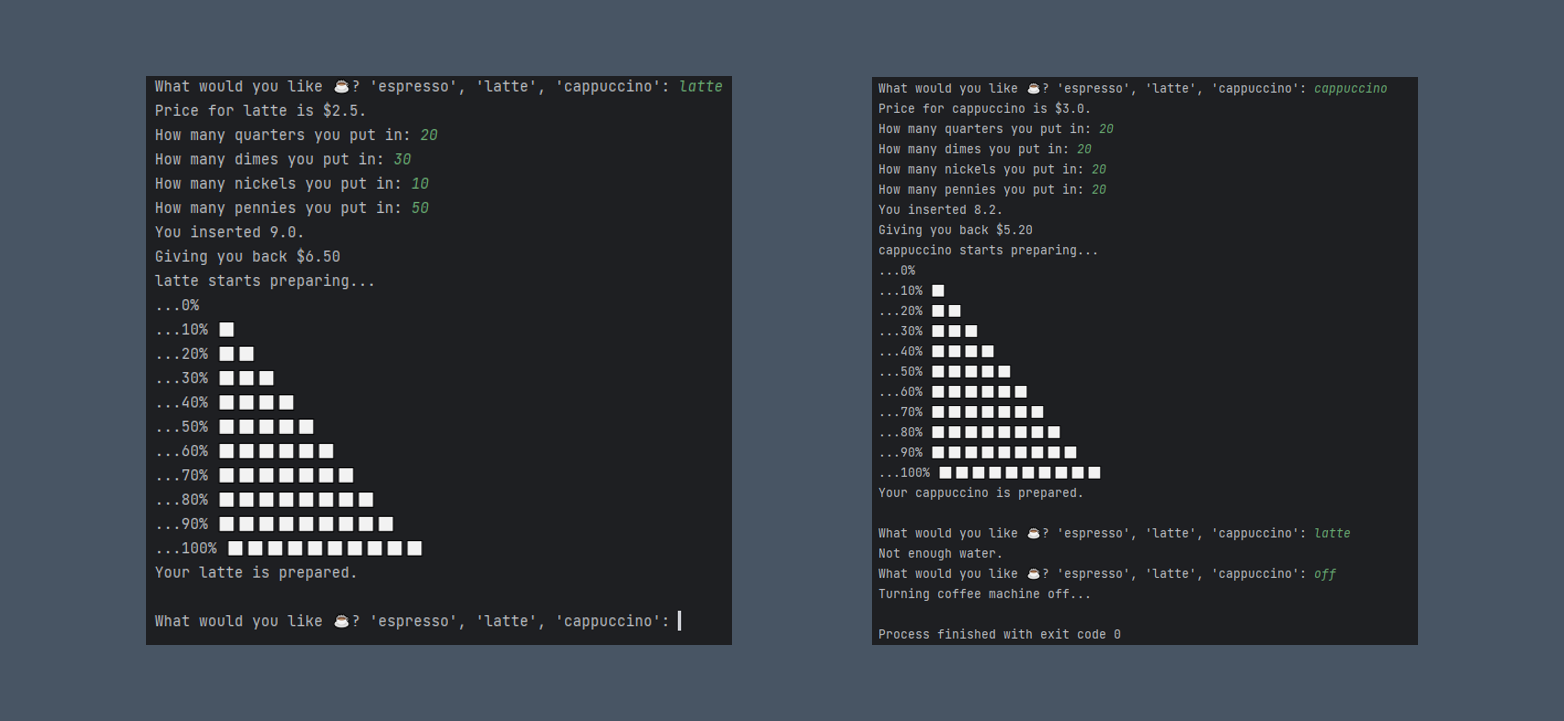 What would you like ☕? 'espresso', 'latte', 'cappuccino': latte
Price for latte is $2.5.
How many quarters you put in: 20
How many dimes you put in: 30
How many nickels you put in: 10
How many pennies you put in: 50
You inserted 9.0.
Giving you back $6.50
latte starts preparing...
...0%
...10% ⬜
...20% ⬜⬜
...30% ⬜⬜⬜
...40% ⬜⬜⬜⬜
...50% ⬜⬜⬜⬜⬜
...60% ⬜⬜⬜⬜⬜⬜
...70% ⬜⬜⬜⬜⬜⬜⬜
...80% ⬜⬜⬜⬜⬜⬜⬜⬜
...90% ⬜⬜⬜⬜⬜⬜⬜⬜⬜
...100% ⬜⬜⬜⬜⬜⬜⬜⬜⬜⬜
Your latte is prepared.
What would you like ☕? 'espresso', 'latte', 'cappuccino':
What would you like ☕? 'espresso', 'latte', 'cappuccino': cappuccino
Price for cappuccino is $3.0.
How many quarters you put in: 20
How many dimes you put in: 20
How many nickels you put in: 20
How many pennies you put in: 20
You inserted 8.2.
Giving you back $5.20
cappuccino starts preparing...
...0%
...10% ⬜
...20% ⬜⬜
...30% ⬜⬜⬜
...40% ⬜⬜⬜⬜
...50% ⬜⬜⬜⬜⬜
...60% ⬜⬜⬜⬜⬜⬜
...70% ⬜⬜⬜⬜⬜⬜⬜
...80% ⬜⬜⬜⬜⬜⬜⬜⬜
...90% ⬜⬜⬜⬜⬜⬜⬜⬜⬜
...100% ⬜⬜⬜⬜⬜⬜⬜⬜⬜⬜
Your cappuccino is prepared.
What would you like ☕? 'espresso', 'latte', 'cappuccino': latte
Not enough water.
What would you like ☕? 'espresso', 'latte', 'cappuccino': off
Turning coffee machine off...
Process finished with exit code 0